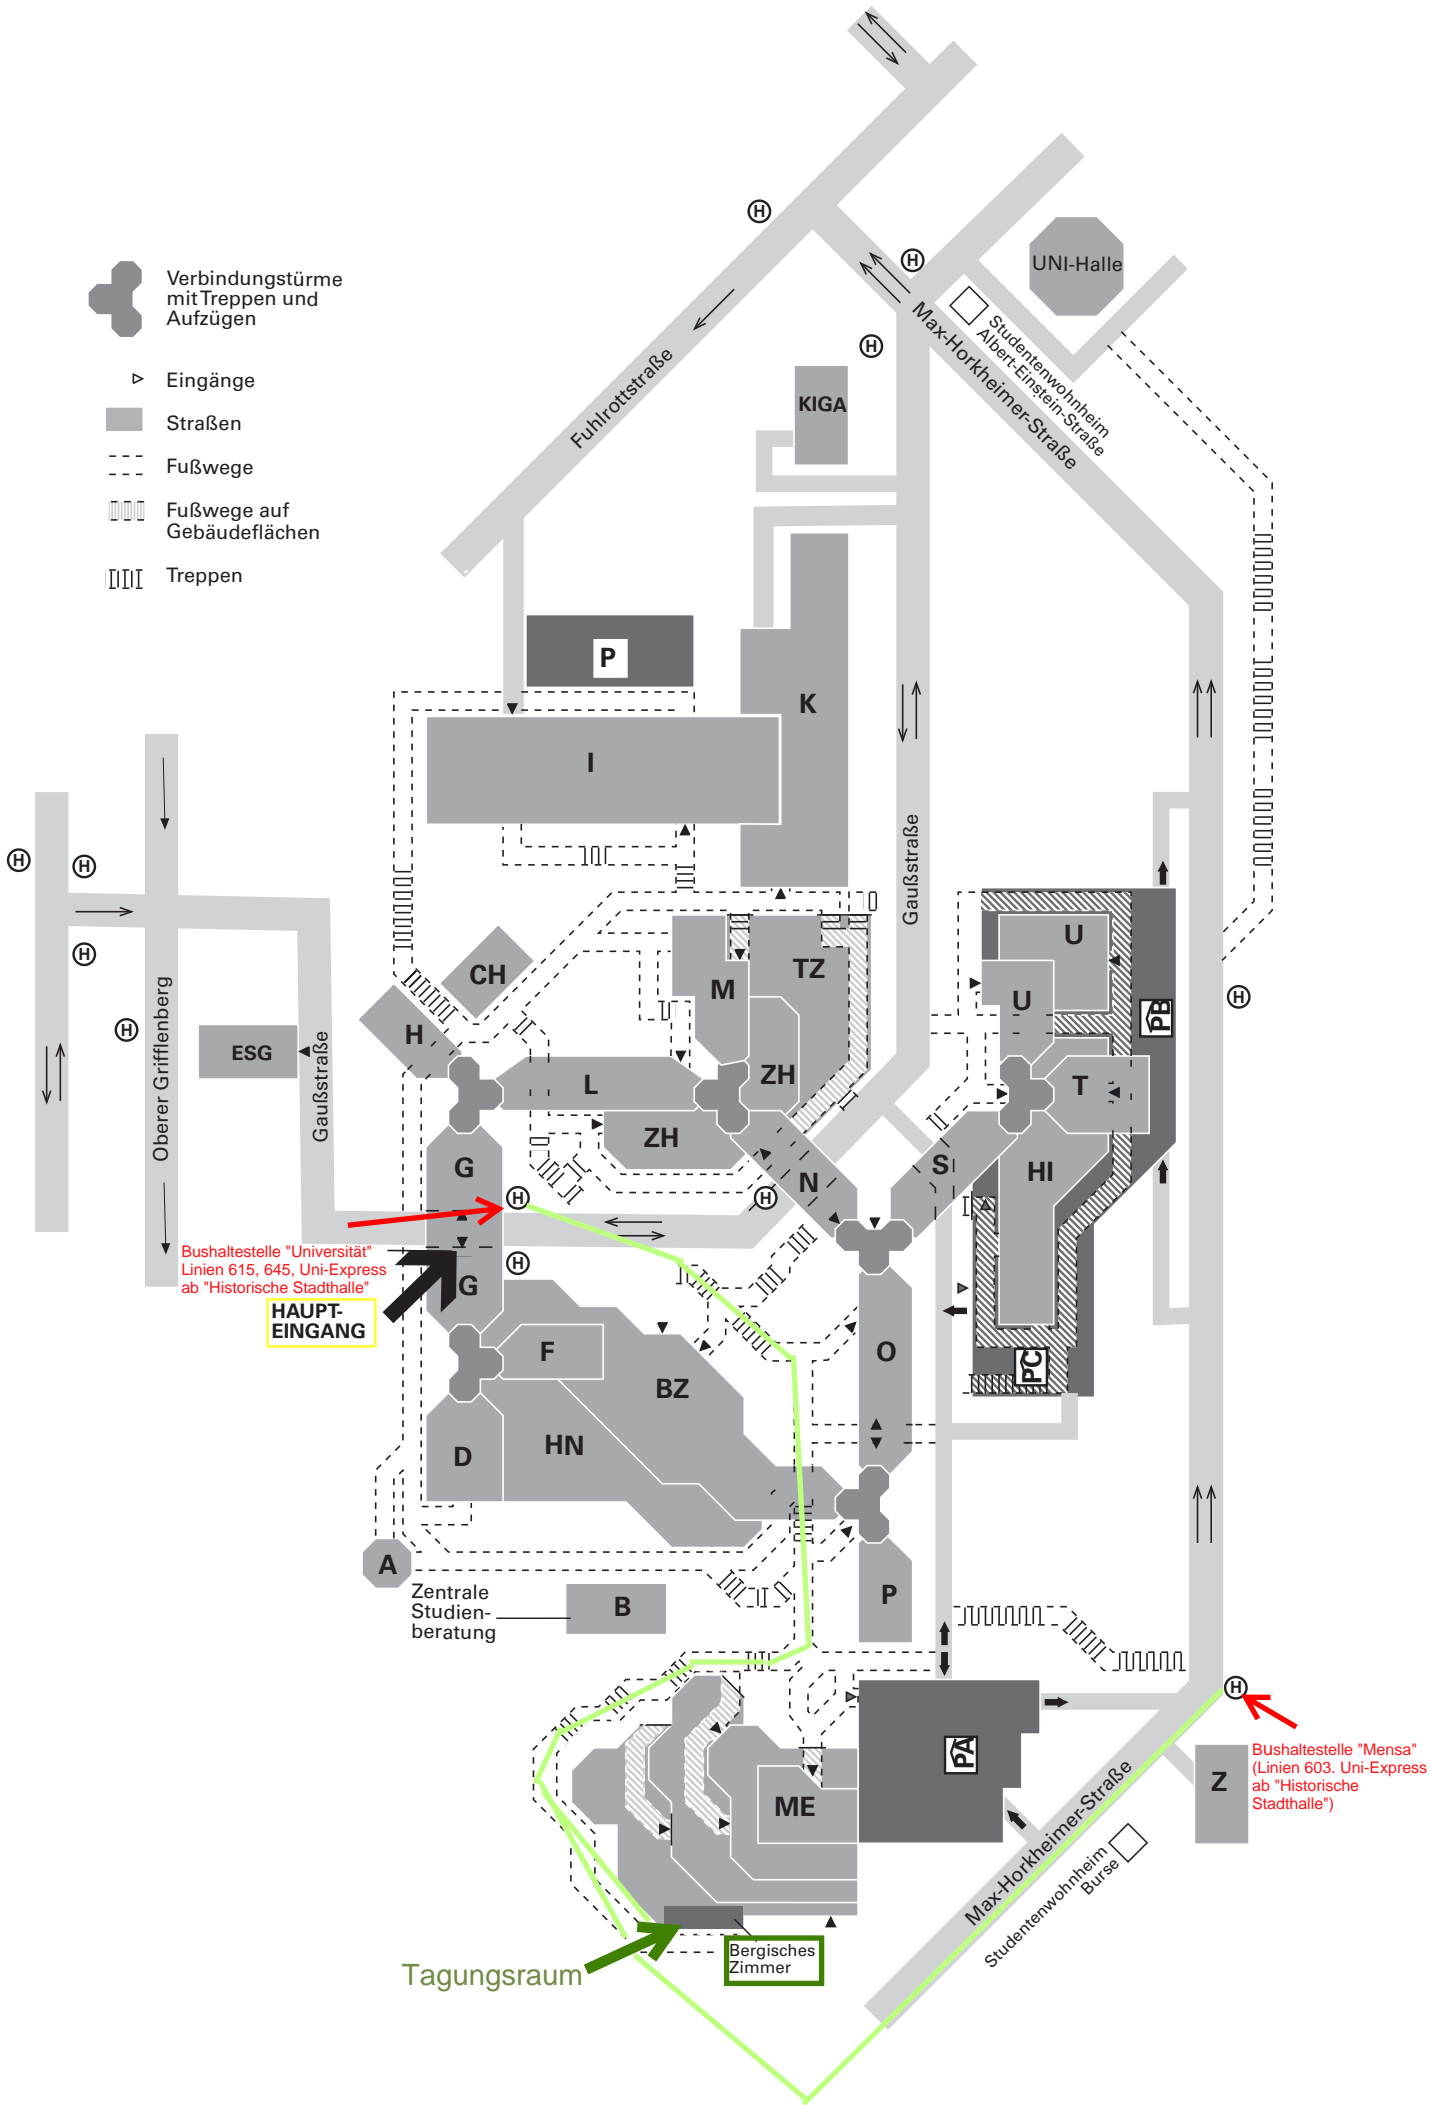 H
H
UNI-Halle
Verbindungstürme
mit Treppen und
Aufzügen
Eingänge
Straßen
Fußwege
Fußwege auf
Gebäudeflächen
Treppen
H
Max-Horkheimer-Straße
Studentenwohnheim
Albert-Einstein-Straße
Fuhlrottstraße
KIGA
P
K
I
Gaußstraße
H
H
H
H
Oberer Grifflenberg
ESG
Gaußstraße
CH
H
M
TZ
ZH
L
ZH
U
U
T
PB
H
HI
S
N
G
H
H
H
Bushaltestelle "Universität"
Linien 615, 645, Uni-Express
ab "Historische Stadthalle"
G
HAUPT-
EINGANG
F
BZ
O
PC
D
HN
A
Zentrale
Studien-
beratung
B
P
H
PA
ME
Z
Bushaltestelle "Mensa"
(Linien 603. Uni-Express
ab "Historische
Stadthalle")
Max-Horkheimer-Straße
Studentenwohnheim
Burse
Tagungsraum
Bergisches
Zimmer